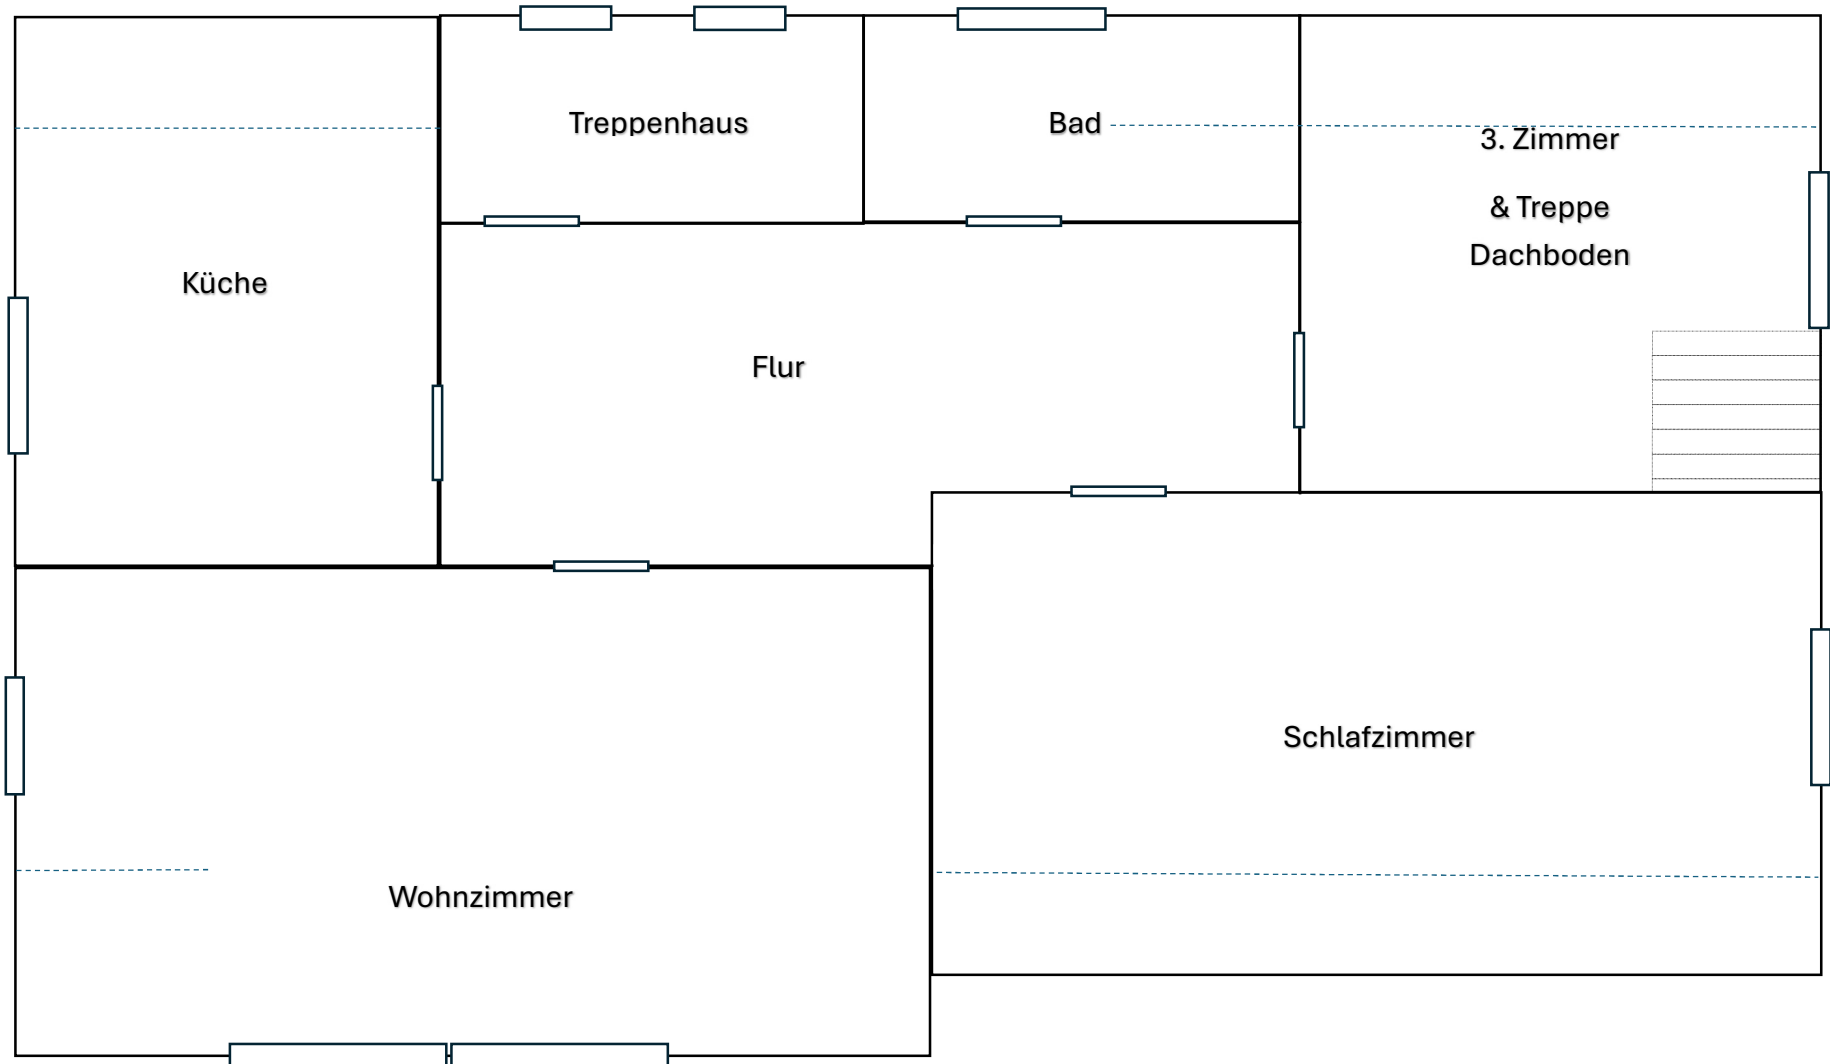 Treppenhaus
Bad
3. Zimmer
& Treppe
Dachboden
Küche
Flur
Schlafzimmer
Wohnzimmer